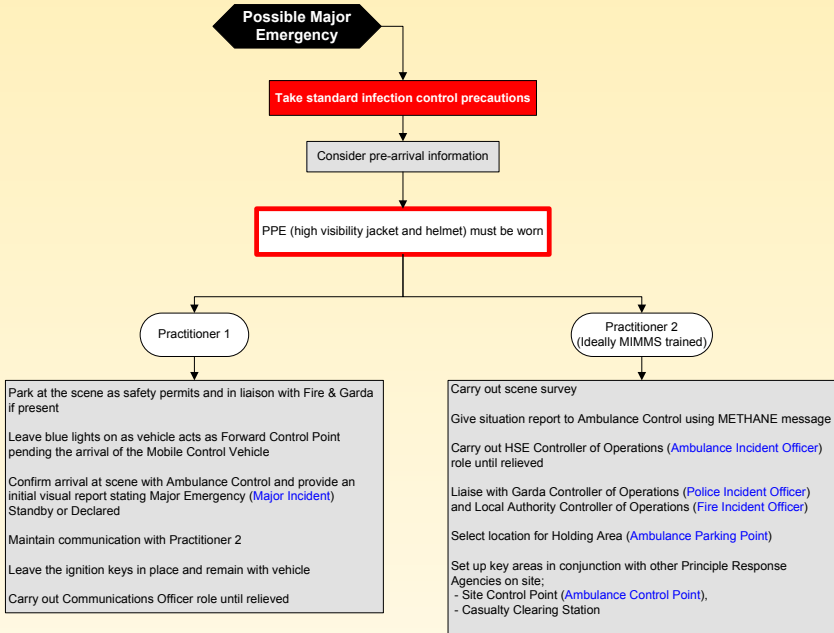 Possible Major
Emergency
Take standard infection control precautions
Consider pre-arrival information
PPE (high visibility jacket and helmet) must be worn
Practitioner 1
Park at the scene as safety permits and in liaison with Fire & Garda
if present
Leave blue lights on as vehicle acts as Forward Control Point
pending the arrival of the Mobile Control Vehicle
Confirm arrival at scene with Ambulance Control and provide an
initial visual report stating Major Emergency (Major Incident)
Standby or Declared
Maintain communication with Practitioner 2
Leave the ignition keys in place and remain with vehicle
Carry out Communications Officer role until relieved
Practitioner 2
(Ideally MIMMS trained)
Carry out scene survey
Give situation report to Ambulance Control using METHANE message
Carry out HSE Controller of Operations (Ambulance Incident Officer)
role until relieved
Liaise with Garda Controller of Operations (Police Incident Officer)
and Local Authority Controller of Operations (Fire Incident Officer)
Select location for Holding Area (Ambulance Parking Point)
Set up key areas in conjunction with other Principle Response
Agencies on site;
- Site Control Point (Ambulance Control Point),
- Casualty Clearing Station